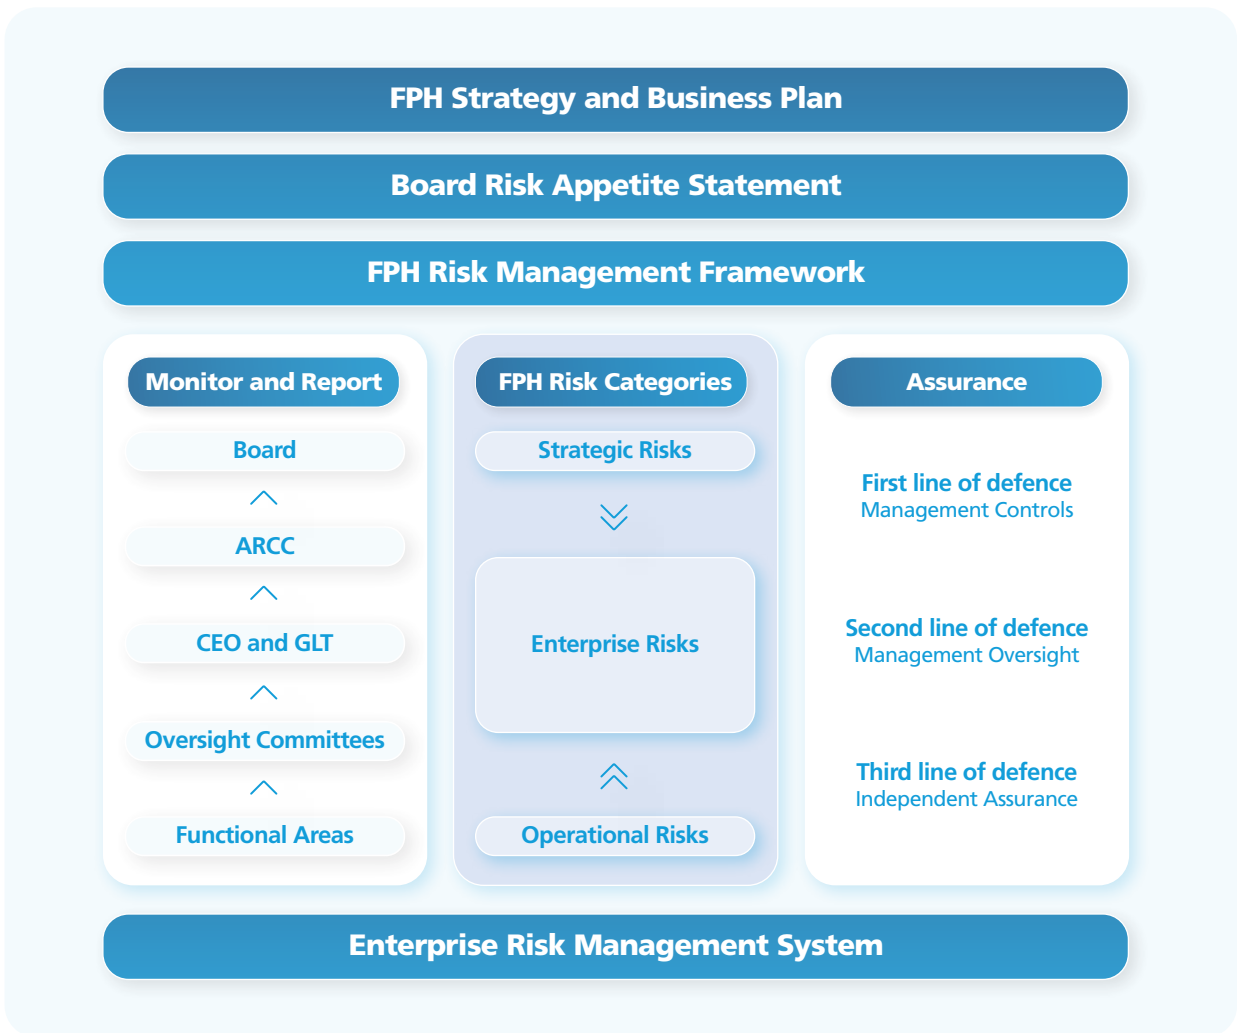 FPH Strategy and Business Plan
Board Risk Appetite Statement
FPH Risk Management Framework
Monitor and Report
Board
ARCC
CEO and GLT
Oversight Committees
Functional Areas
FPH Risk Categories
Strategic Risks
Enterprise Risks
Operational Risks
Assurance
First line of defence
Management Controls
Second line of defence
Management Oversight
Third line of defence
Independent Assurance
Enterprise Risk Management System